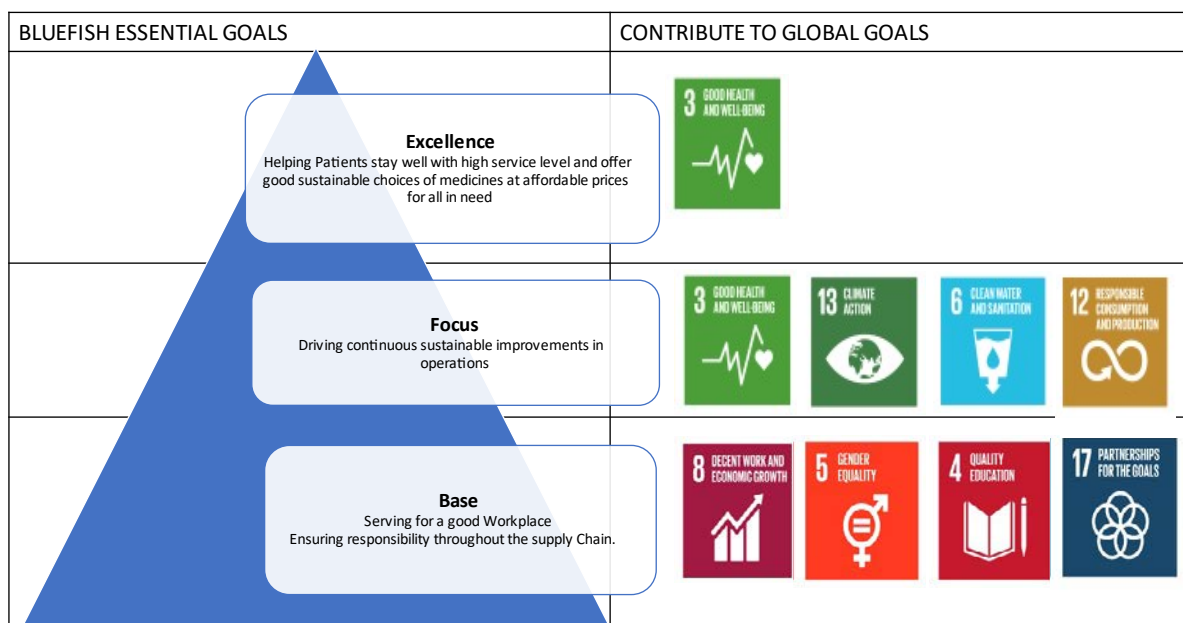 BLUEFISH ESSENTIAL GOALS
CONTRIBUTE TO GLOBAL GOALS
Excellence
Helping Patients stay well with high service level and offer
good sustainable choices of medicines at affordable prices
for all in need
3 GOOD HEALTH
AND WELL-BEING
Focus
Driving continuous sustainable improvements in
operations
3 GOOD HEALTH
AND WELL-BEING
13 CLIMATE
ACTION
6 CLEAN WATER
AND SANITATION
12 RESPONSIBLE
CONSUMPTION
AND PRODUCTION
Base
Serving for a good Workplace
Ensuring responsibility throughout the supply Chain.
8 DECENT WORK AND
ECONOMIC GROWTH
5 GENDER
EQUALITY
4 QUALITY
EDUCATION
17 PARTNERSHIPS
FOR THE GOALS